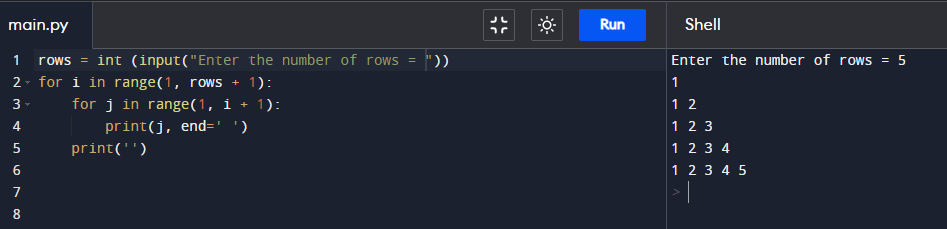 main.py
Run
Shell
1 rows = int (input("Enter the number of rows = "))
2 for i in range(1, rows + 1):
3     for j in range(1, i + 1):
4         print(j, end=' ')
5     print('')
6
7
8
Enter the number of rows = 5
1
1 2
1 2 3
1 2 3 4
1 2 3 4 5
>